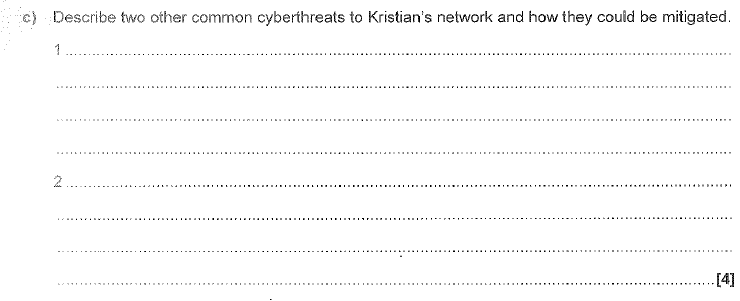 c) Describe two other common cyberthreats to Kristian's network and how they could be mitigated.
1
2
[4]